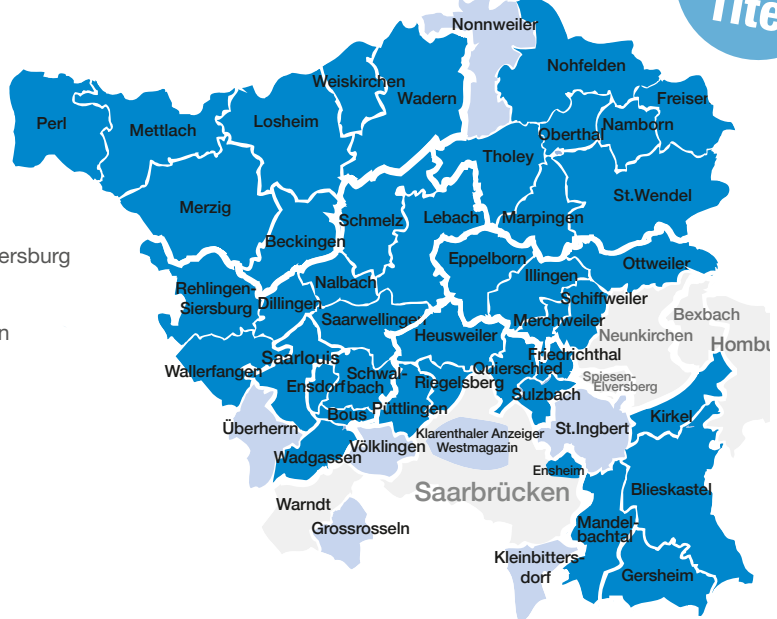 Tite
Nonnweiler
Nohfelden
Weiskirchen
Wadern
Freisen
Perl
Mettlach
Losheim
Oberthal
Namborn
Tholey
St.Wendel
Merzig
Schmelz
Lebach
Marpingen
Beckingen
ersburg
Eppelborn
Illingen
Ottweiler
Rehlingen-
Siersburg
Nalbach
Dillingen
Schiffweiler
Saarwellingen
Merchweiler
Bexbach
n
Heusweiler
Neunkirchen
Hombu
Saarlouis
Friedrichthal
Wallerfangen
Quierschied
Schwal-
bach
Ensdorf
Riegelsberg
Spiesen-
Elversberg
Sulzbach
Bous
Püttlingen
Kirkel
Überherrn
Klarenthaler Anzeiger
Westmagazin
St.Ingbert
Völklingen
Wadgassen
Ensheim
Saarbrücken
Blieskastel
Warndt
Grossrosseln
Mandel-
bachtal
Kleinbitters-
dorf
Gersheim